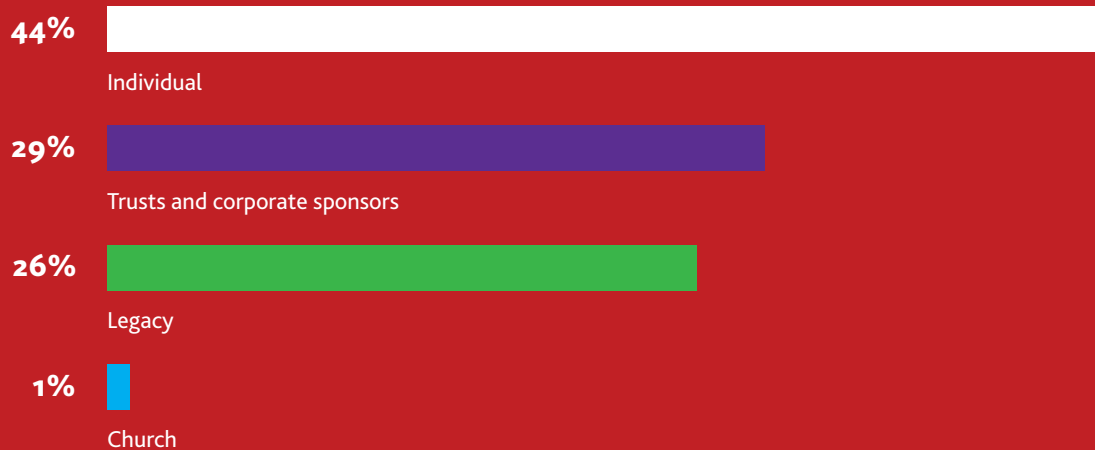 44%
Individual
29%
Trusts and corporate sponsors
26%
Legacy
1%
Church